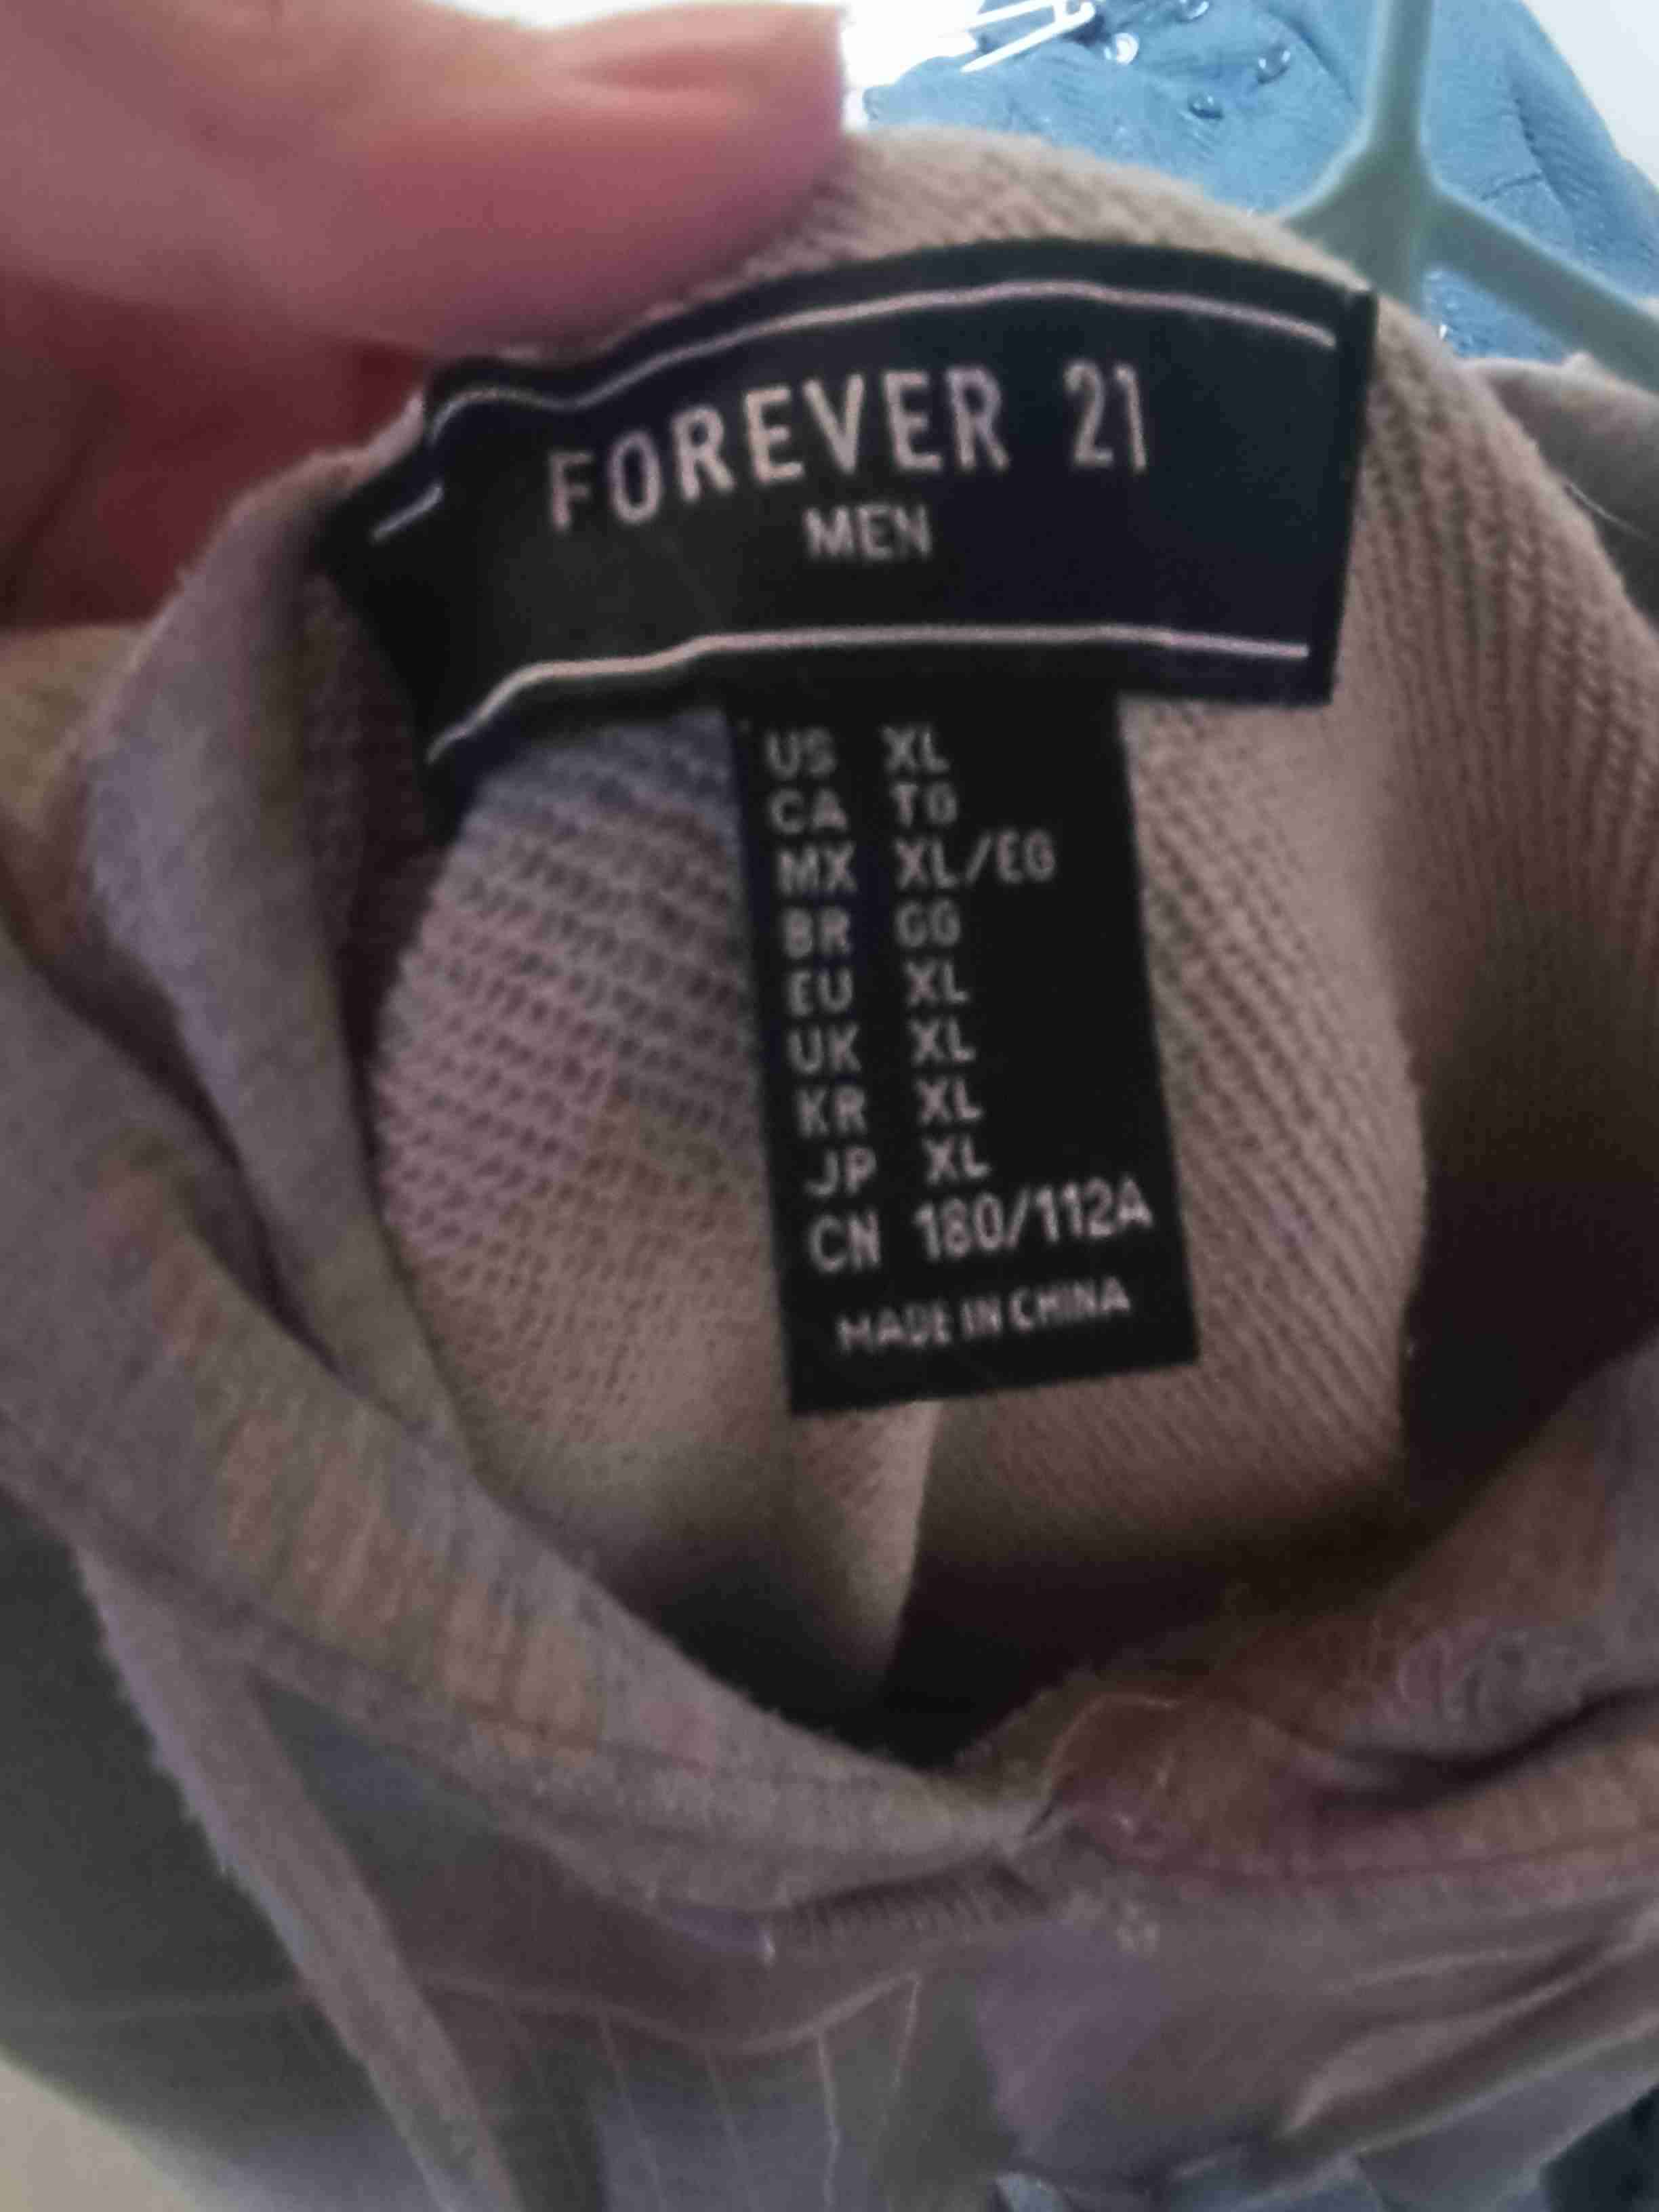 FOREVER 21
MEN
US XL
CA TG
MX XL/EG
BR GG
EU XL
UK XL
KR XL
JP XL
CN 180/112A
MADE IN CHINA